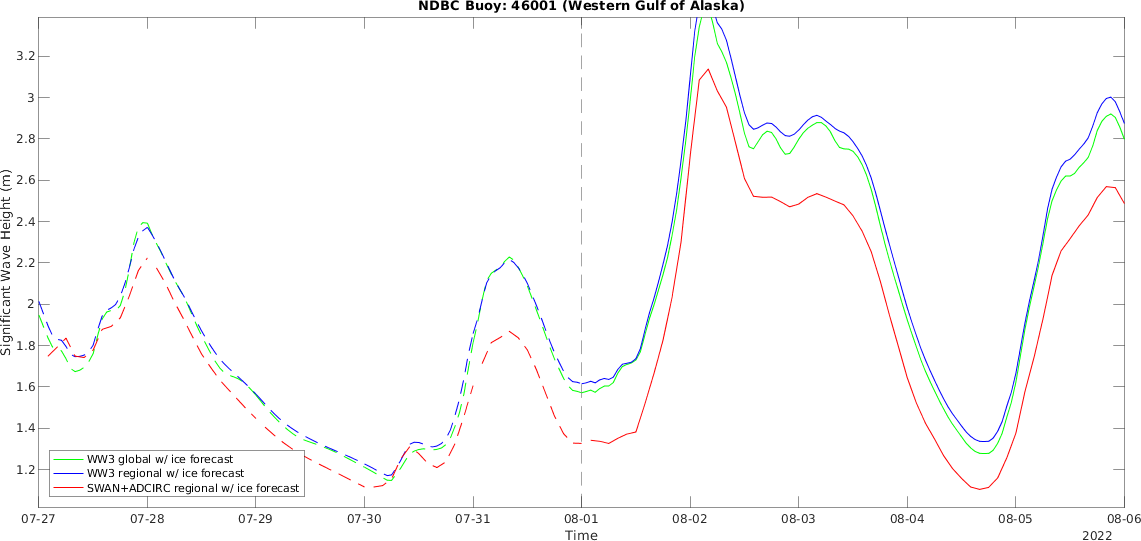 NDBC Buoy: 46001 (Western Gulf of Alaska)
Significant Wave Height (m)
3.2
3
2.8
2.6
2.4
2.2
2
1.8
1.6
1.4
1.2
WW3 global w/ ice forecast
WW3 regional w/ ice forecast
SWAN+ADCIRC regional w/ ice forecast
07-27 07-28 07-29 07-30 07-31 08-01 08-02 08-03 08-04 08-05 08-06
Time
2022